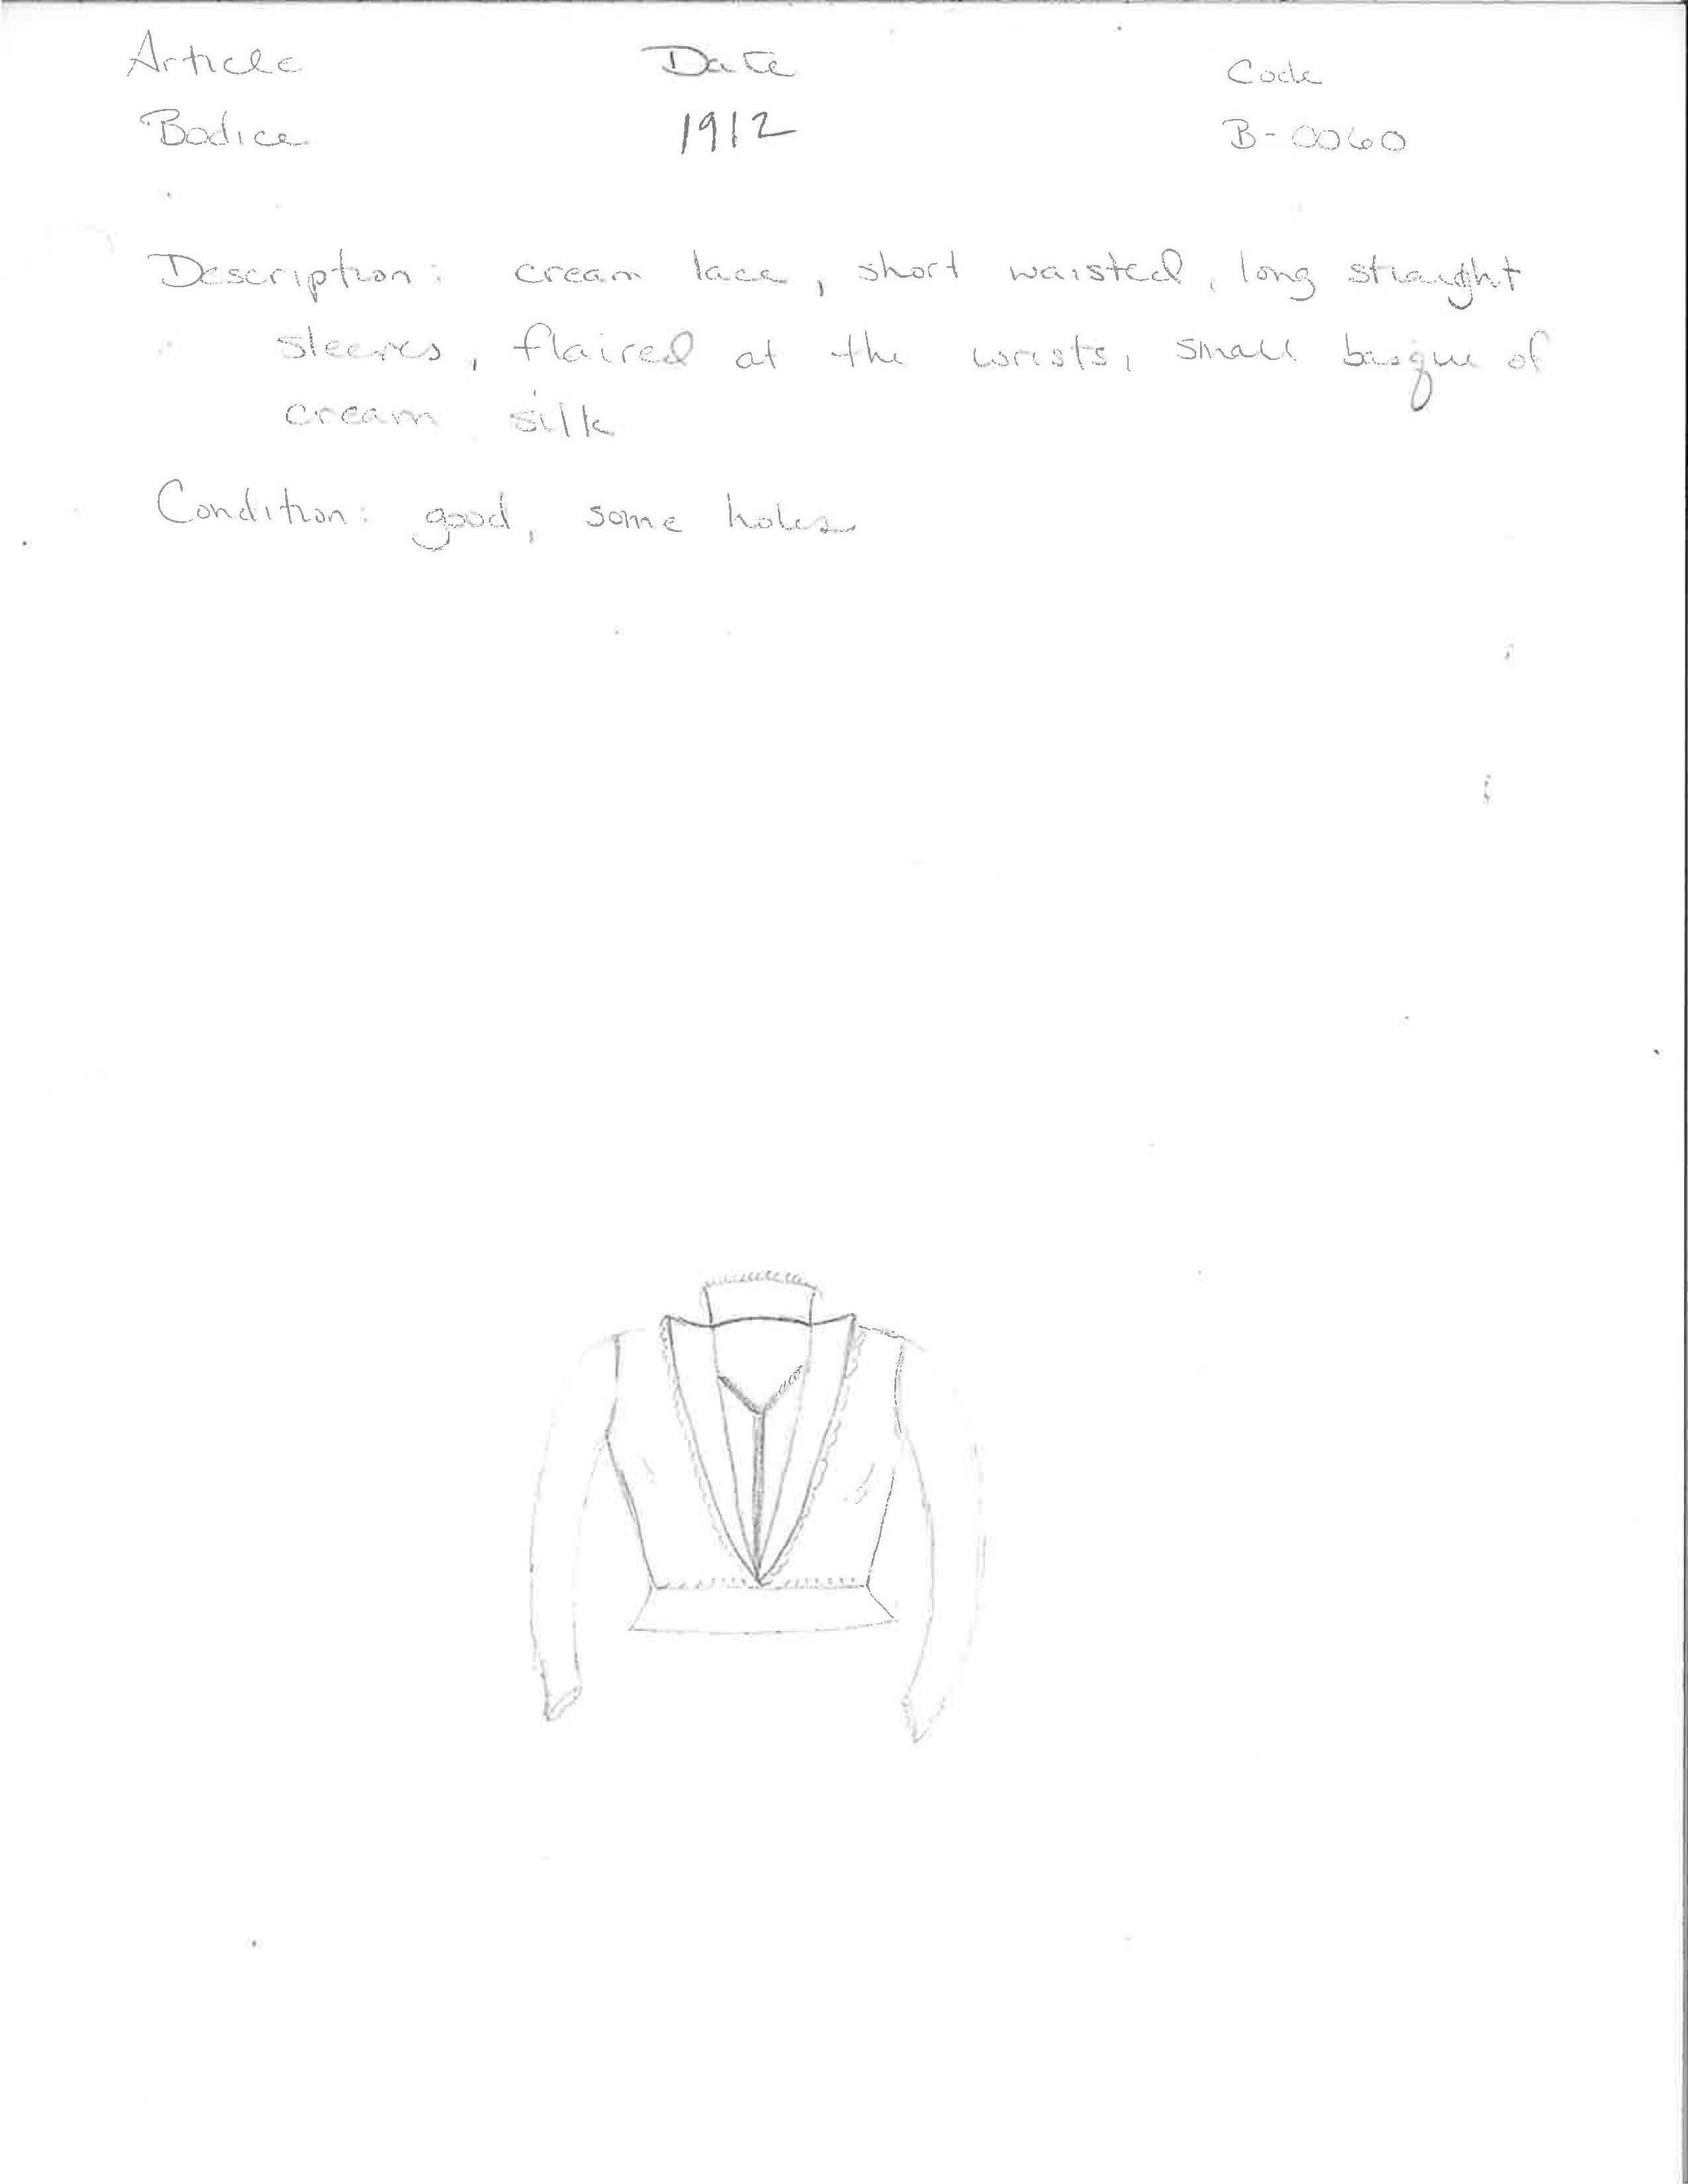 Article Date Code
Bodice 1912 B-0060
Description: cream lace, short waisted, long straight
sleeves, flaired at the wrists, small basque of
cream silk
Condition: good, some holes